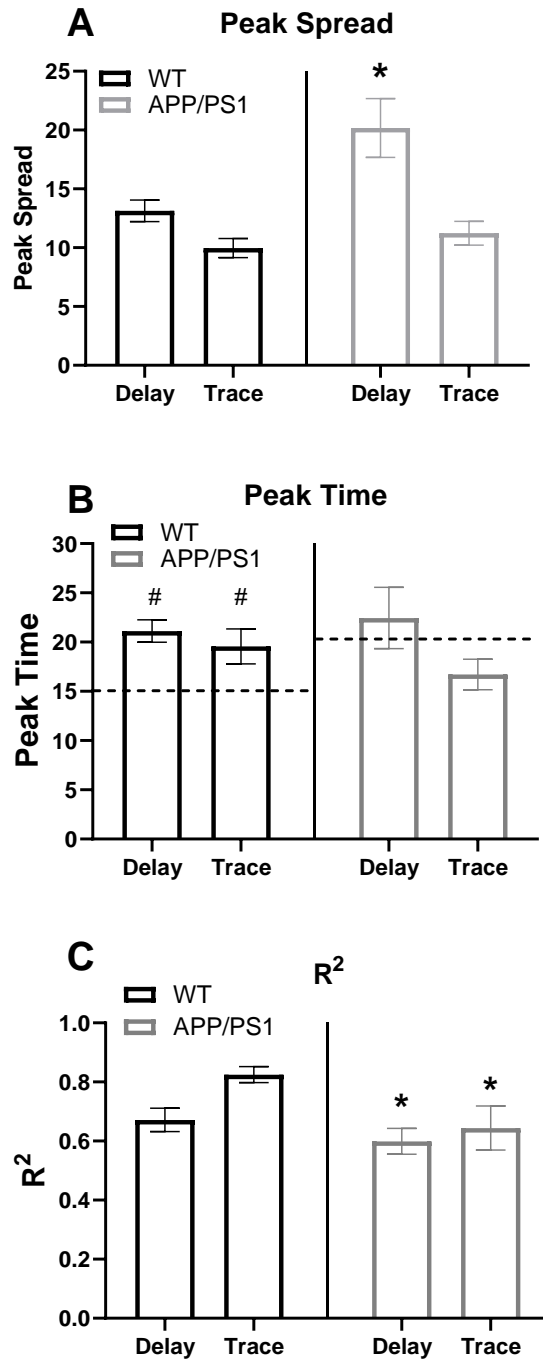 A Peak Spread
WT
APP/PS1
*
Peak Spread
25
20
15
10
5
0
Delay Trace Delay Trace
B Peak Time
WT
APP/PS1
# #
Peak Time
30
25
20
15
10
5
0
Delay Trace Delay Trace
C R²
WT
APP/PS1
* *
R²
1.0
0.8
0.6
0.4
0.2
0.0
Delay Trace Delay Trace